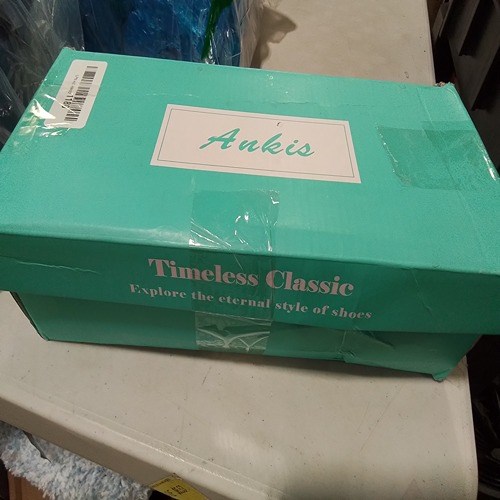 Ankis
Timeless Classic
Explore the eternal style of shoes